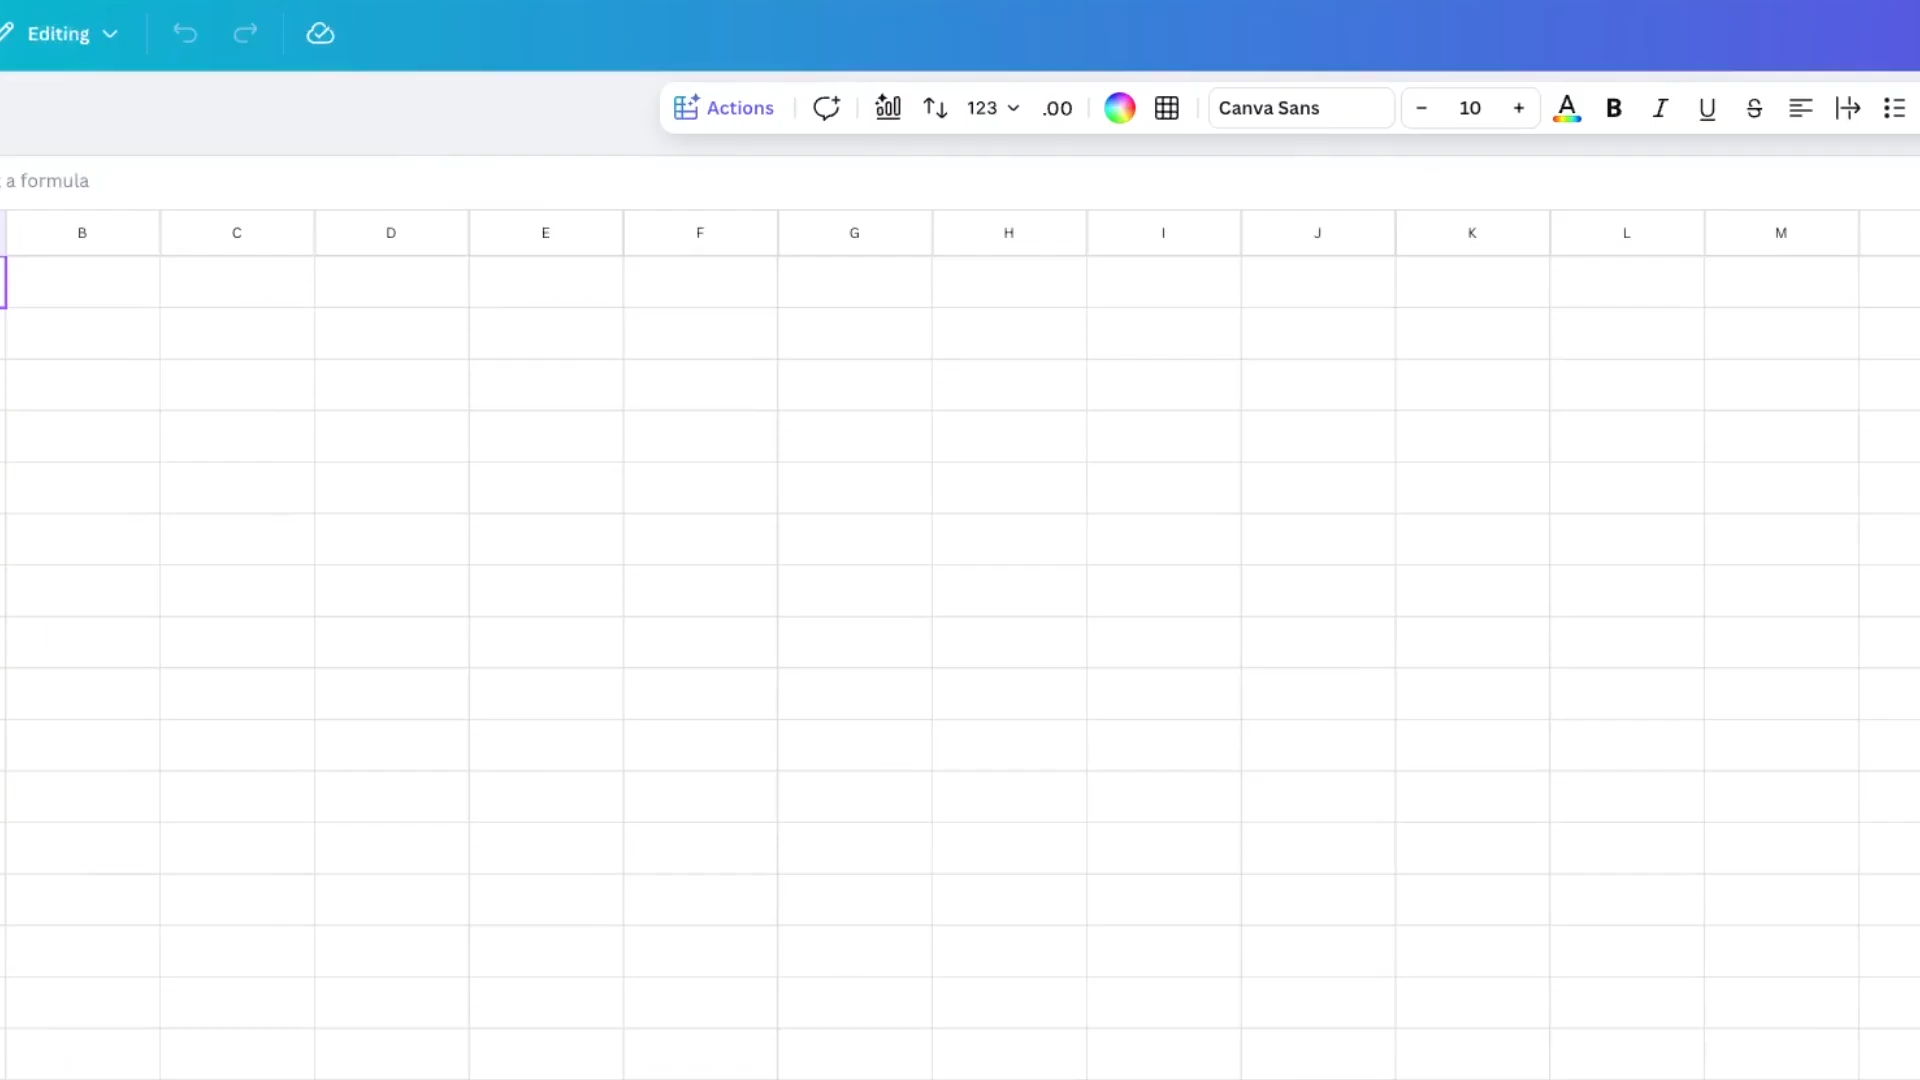 Editing
Actions 123 .00 Canva Sans - 10 + A B I U S
a formula
B C D E F G H I J K L M